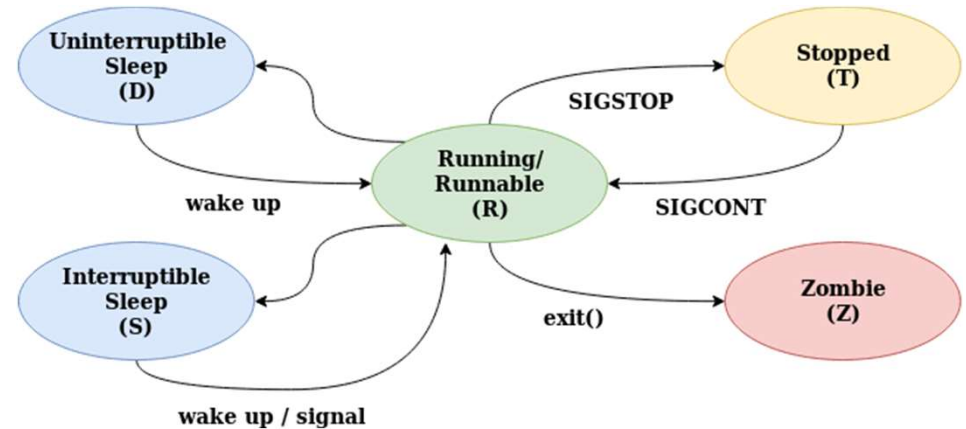 Uninterruptible
Sleep
(D)
Stopped
(T)
SIGSTOP
Running/
Runnable
(R)
wake up
SIGCONT
Interruptible
Sleep
(S)
Zombie
(Z)
exit()
wake up / signal